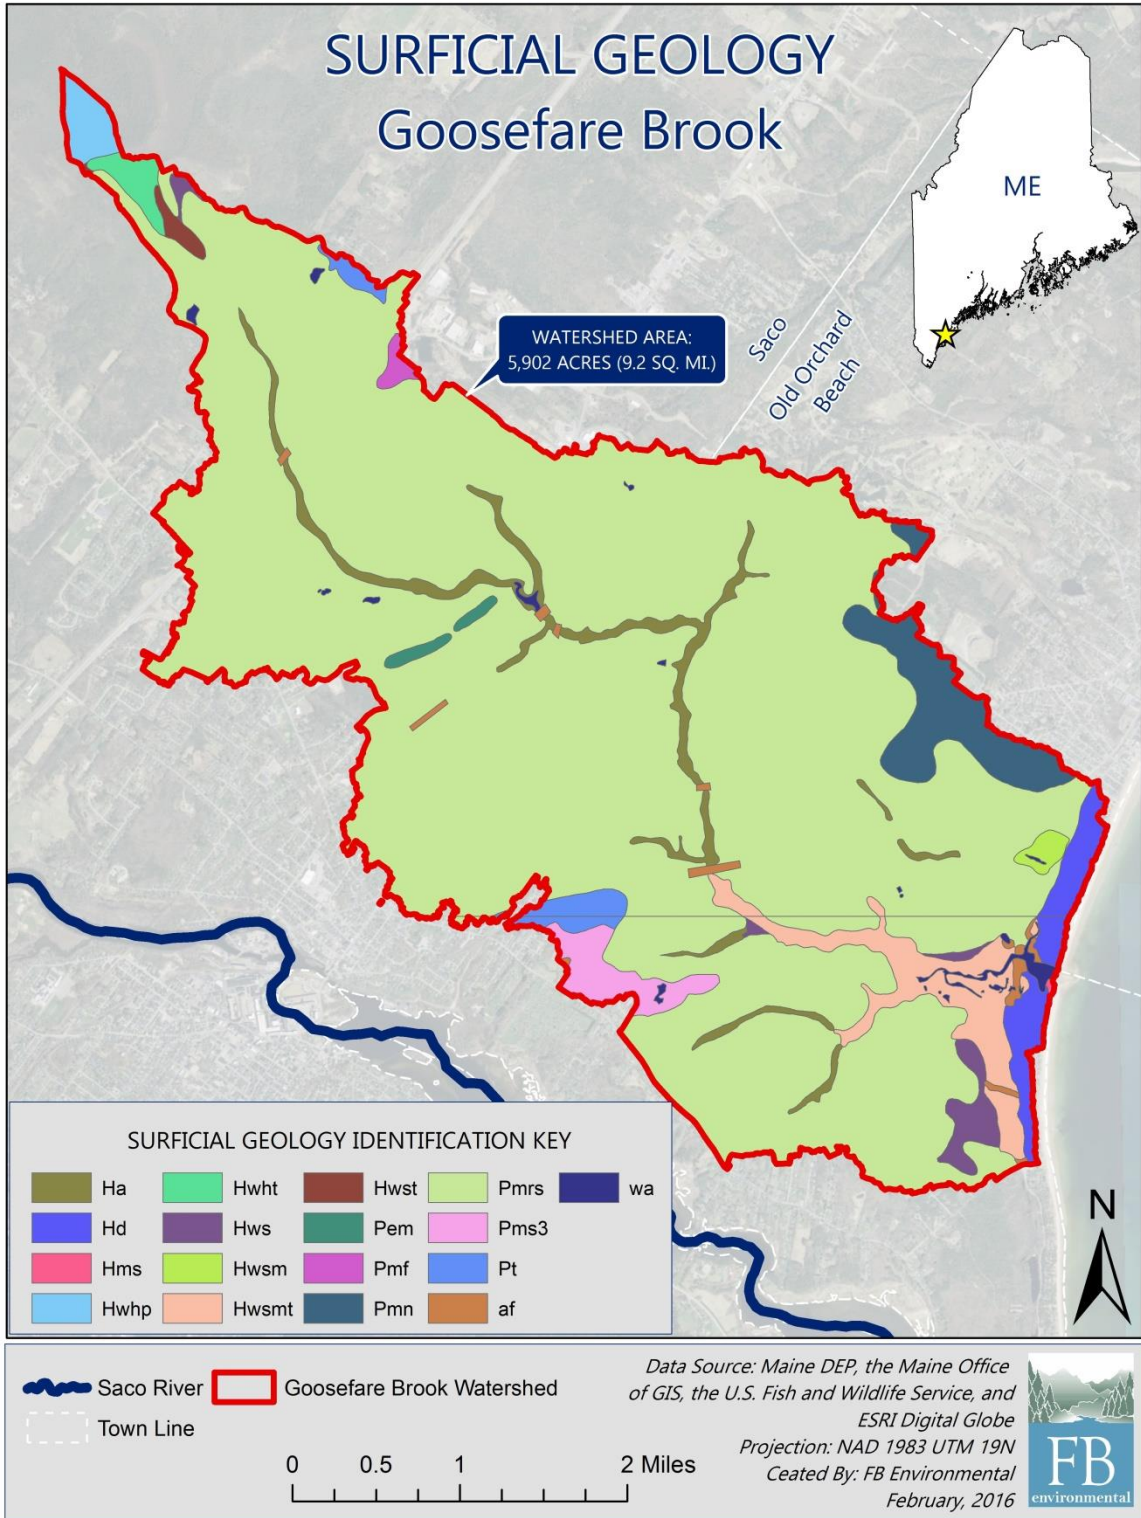 SURFICIAL GEOLOGY
Goosefare Brook
ME
WATERSHED AREA:
5,902 ACRES (9.2 SQ. MI.)
Saco
Old Orchard
Beach
SURFICIAL GEOLOGY IDENTIFICATION KEY
Ha
Hwht
Hwst
Pmrs
wa
Hd
Hws
Pem
Pms3
Hms
Hwsm
Pmf
Pt
Hwhp
Hwsmt
Pmn
af
N
Saco River
Goosefare Brook Watershed
Town Line
0 0.5 1 2 Miles
Data Source: Maine DEP, the Maine Office
of GIS, the U.S. Fish and Wildlife Service, and
ESRI Digital Globe
Projection: NAD 1983 UTM 19N
Ceated By: FB Environmental
February, 2016
FB
environmental